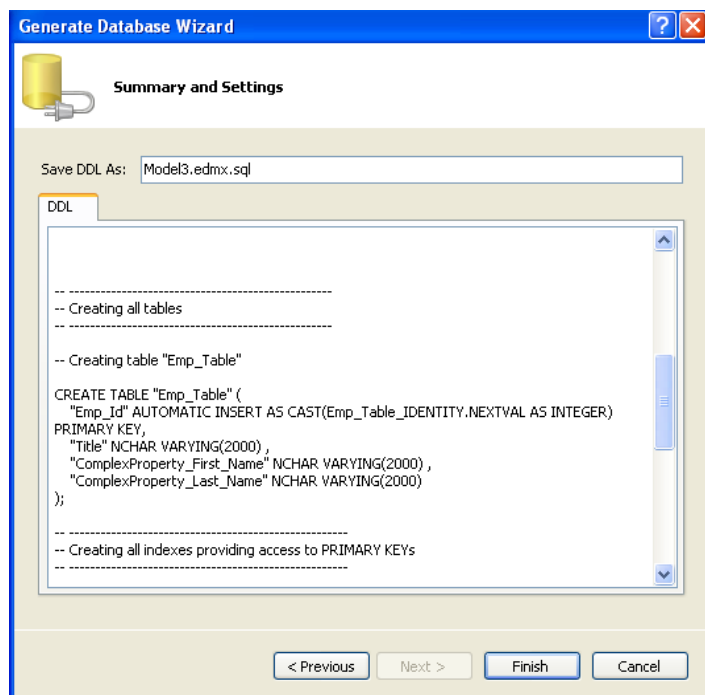 Generate Database Wizard
Summary and Settings
Save DDL As: Model3.edmx.sql
DDL
-- --------------------------------------------------
-- Creating all tables
-- --------------------------------------------------
-- Creating table "Emp_Table"
CREATE TABLE "Emp_Table" (
"Emp_Id" AUTOMATIC INSERT AS CAST(Emp_Table_IDENTITY.NEXTVAL AS INTEGER)
PRIMARY KEY,
"Title" NCHAR VARYING(2000) ,
"ComplexProperty_First_Name" NCHAR VARYING(2000) ,
"ComplexProperty_Last_Name" NCHAR VARYING(2000)
);
-- -----------------------------------------------------
-- Creating all indexes providing access to PRIMARY KEYs
-- -----------------------------------------------------
< Previous Next > Finish Cancel